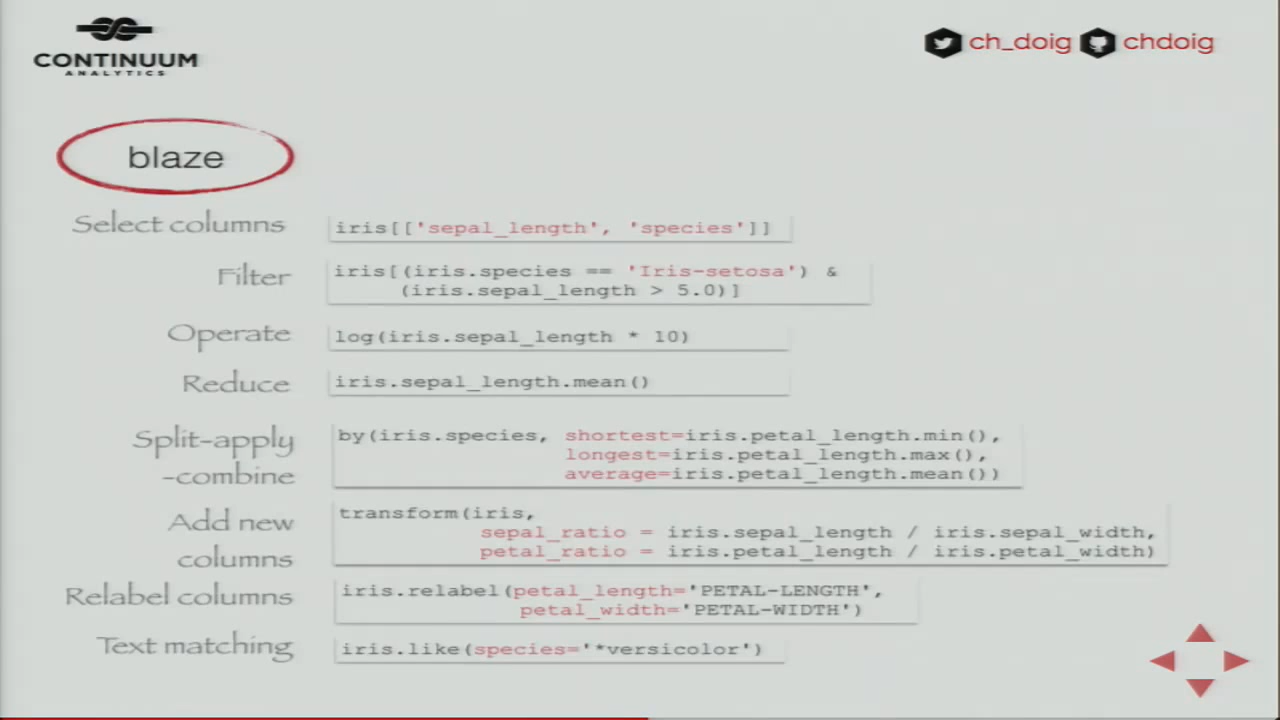 CONTINUUM
ANALYTICS
ch_doig chdoig
blaze
Select columns
iris[['sepal_length', 'species']]
Filter
iris[(iris.species == 'Iris-setosa') &
(iris.sepal_length > 5.0)]
Operate
log(iris.sepal_length * 10)
Reduce
iris.sepal_length.mean()
Split-apply
-combine
by(iris.species, shortest=iris.petal_length.min(),
longest=iris.petal_length.max(),
average=iris.petal_length.mean())
Add new
columns
transform(iris,
sepal_ratio = iris.sepal_length / iris.sepal_width,
petal_ratio = iris.petal_length / iris.petal_width)
Relabel columns
iris.relabel(petal_length='PETAL-LENGTH',
petal_width='PETAL-WIDTH')
Text matching
iris.like(species='*versicolor')